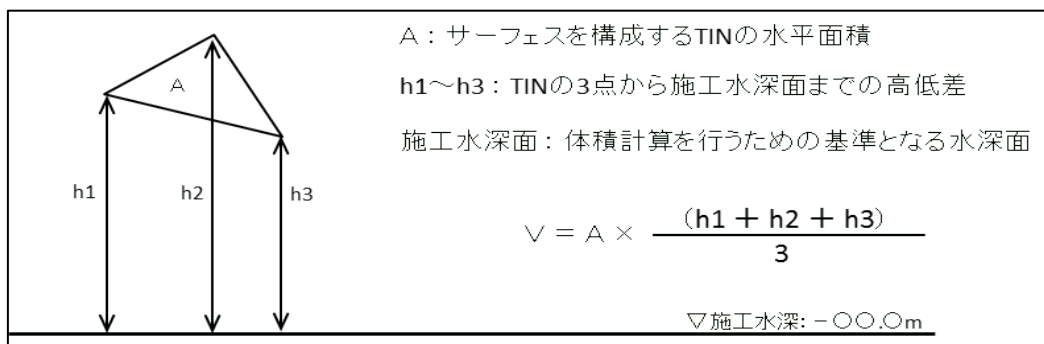 A：サーフェスを構成するTINの水平面積
h1～h3：TINの3点から施工水深面までの高低差
施工水深面：体積計算を行うための基準となる水深面
A
h1
h2
h3
V = A × (h1 + h2 + h3)
3
▽施工水深：－〇〇.〇m